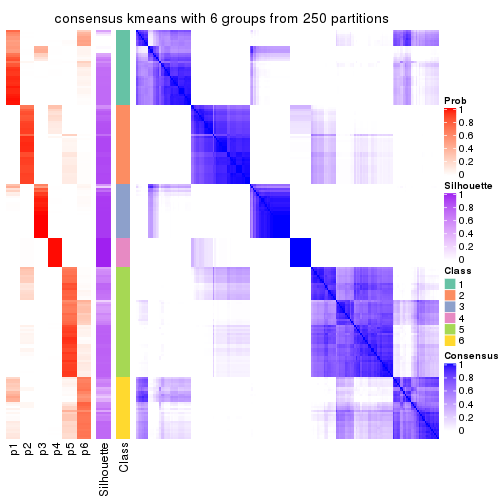 consensus kmeans with 6 groups from 250 partitions
Prob
1
0.8
0.6
0.4
0.2
0
Silhouette
1
0.8
0.6
0.4
0.2
0
Class
1
2
3
4
5
6
Consensus
1
0.8
0.6
0.4
0.2
0
p1
p2
p3
p4
p5
p6
Silhouette
Class